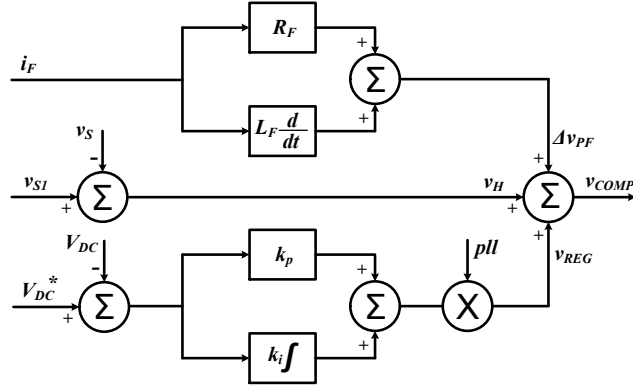 R_F
+
i_F
Σ
L_F d/dt
+
v_S
Δv_PF
-
+
v_S1
Σ
v_H
Σ
v_COMP
+
+
+
V_DC
k_p
pll
v_REG
-
+
V_DC*
Σ
Σ
X
+
k_i ∫
+